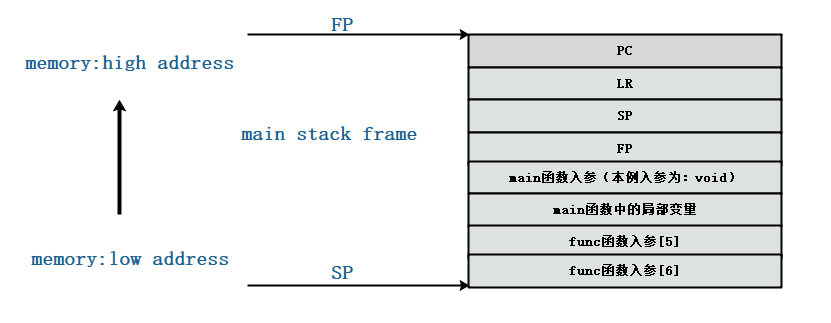 FP
memory:high address
main stack frame
memory:low address
SP
PC
LR
SP
FP
main函数入参（本例入参为: void）
main函数中的局部变量
func函数入参[5]
func函数入参[6]